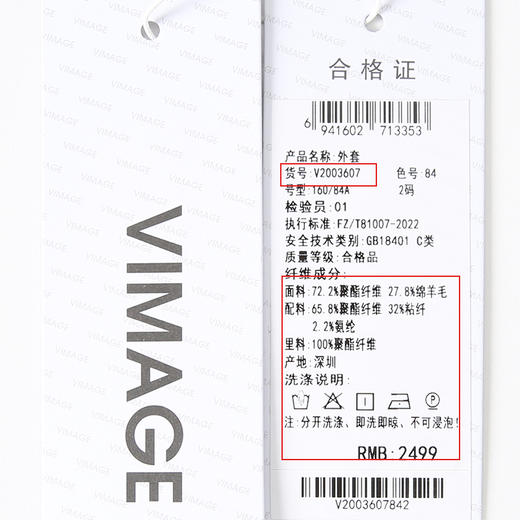 VIMAGE
合格证
6 941602 713353
产品名称:外套
货号:V2003607 色号:84
号型:160/84A 2码
检验员:01
执行标准:FZ/T81007-2022
安全技术类别:GB18401 C类
质量等级:合格品
纤维成分:
面料:72.2%聚酯纤维 27.8%绵羊毛
配料:65.8%聚酯纤维 32%粘纤
2.2%氨纶
里料:100%聚酯纤维
产地:深圳
洗涤说明:
注:分开洗涤、即洗即晾、不可浸泡!
RMB:2499
V2003607842